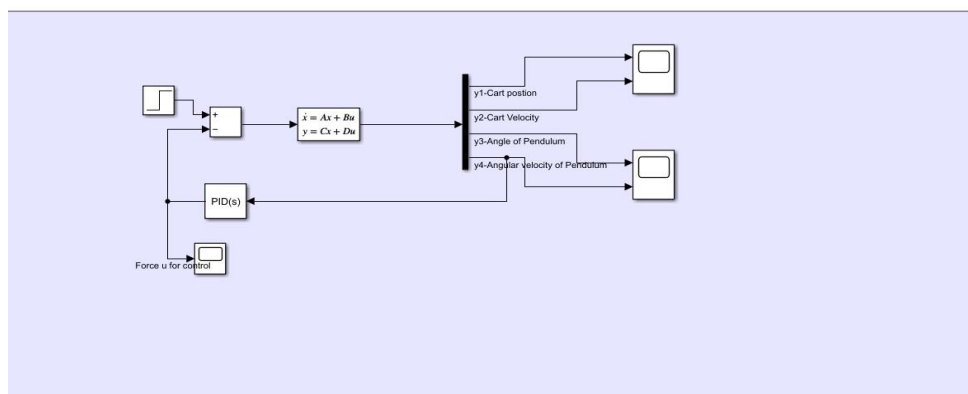 y1-Cart postion
+
−
ẋ = Ax + Bu
y = Cx + Du
y2-Cart Velocity
y3-Angle of Pendulum
y4-Angular velocity of Pendulum
PID(s)
Force u for control